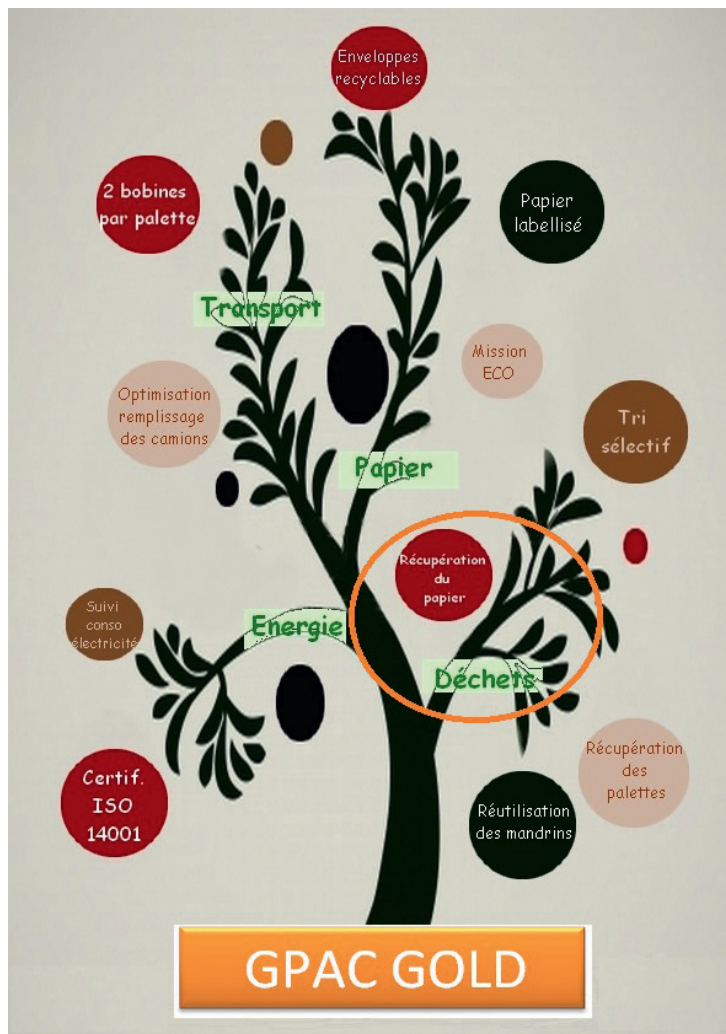 Enveloppes
recyclables
2 bobines
par palette
Papier
labellisé
Transport
Mission
ECO
Optimisation
remplissage
des camions
Tri
sélectif
Papier
Récupération
du
papier
Suivi
conso
électricité
Energie
Déchets
Certif.
ISO
14001
Récupération
des
palettes
Réutilisation
des mandrins
GPAC GOLD